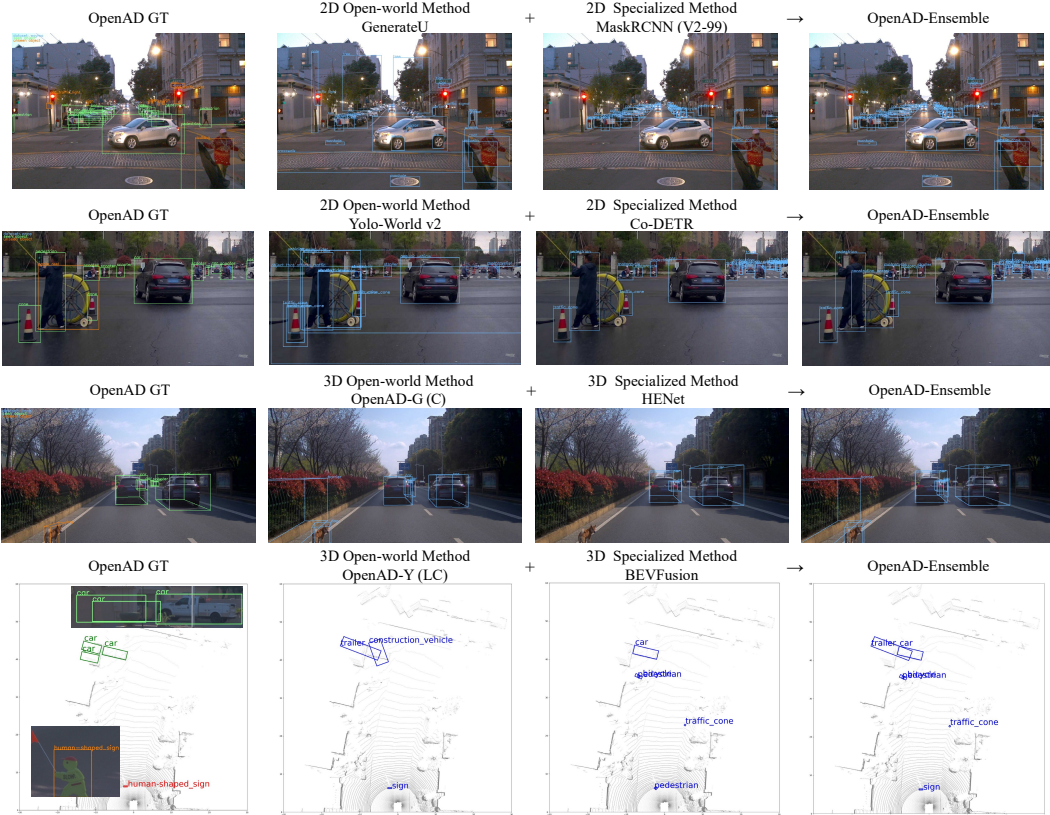 OpenAD GT
2D Open-world Method
GenerateU
+
2D Specialized Method
MaskRCNN (V2-99)
→
OpenAD-Ensemble
OpenAD GT
2D Open-world Method
Yolo-World v2
+
2D Specialized Method
Co-DETR
→
OpenAD-Ensemble
OpenAD GT
3D Open-world Method
OpenAD-G (C)
+
3D Specialized Method
HENet
→
OpenAD-Ensemble
OpenAD GT
3D Open-world Method
OpenAD-Y (LC)
+
3D Specialized Method
BEVFusion
→
OpenAD-Ensemble
car
car
car
car
car
human-shaped_sign
human-shaped_sign
trailer
construction_vehicle
sign
car
pedestrian
traffic_cone
pedestrian
trailer
car
pedestrian
traffic_cone
sign